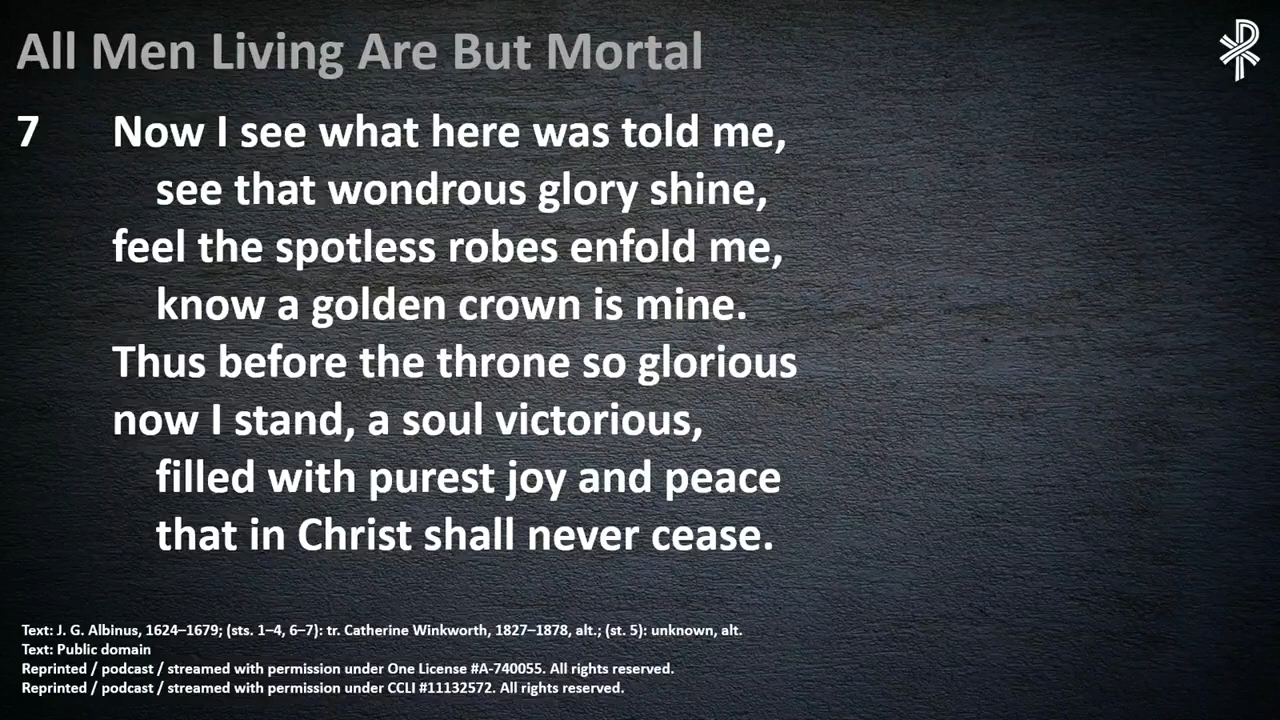 All Men Living Are But Mortal
7 Now I see what here was told me,
see that wondrous glory shine,
feel the spotless robes enfold me,
know a golden crown is mine.
Thus before the throne so glorious
now I stand, a soul victorious,
filled with purest joy and peace
that in Christ shall never cease.
Text: J. G. Albinus, 1624–1679; (sts. 1–4, 6–7): tr. Catherine Winkworth, 1827–1878, alt.; (st. 5): unknown, alt.
Text: Public domain
Reprinted / podcast / streamed with permission under One License #A-740055. All rights reserved.
Reprinted / podcast / streamed with permission under CCLI #11132572. All rights reserved.